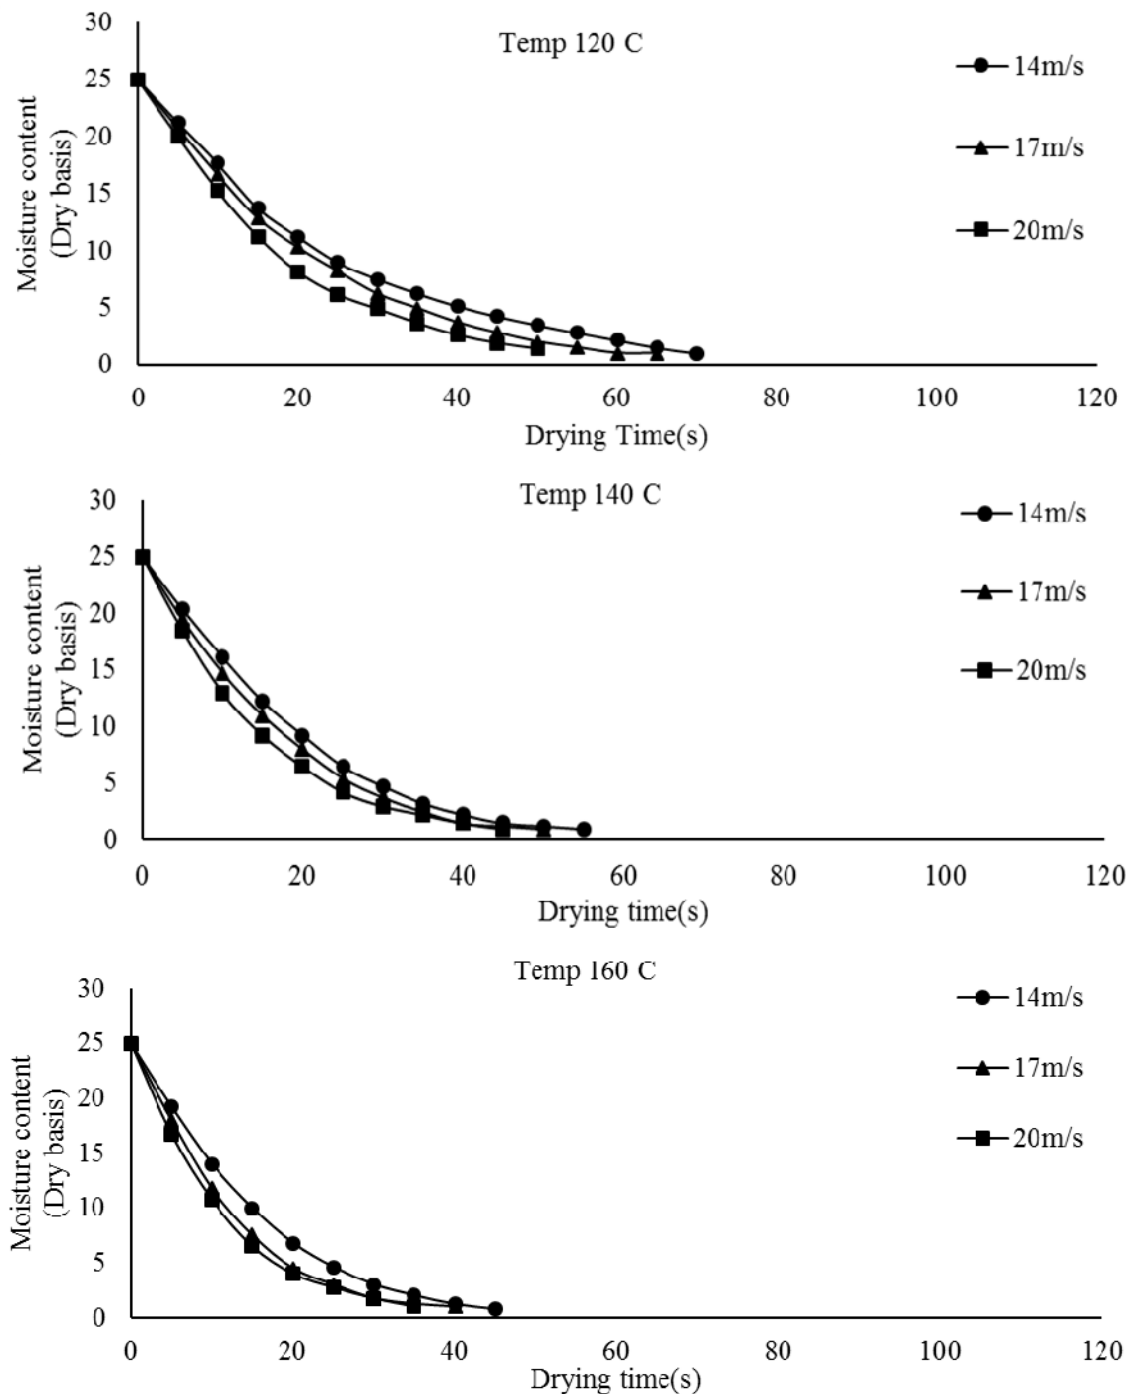 Temp 120 C
30
25
20
15
10
5
0
Moisture content
(Dry basis)
14m/s
17m/s
20m/s
0 20 40 60 80 100 120
Drying Time(s)
Temp 140 C
30
25
20
15
10
5
0
Moisture content
(Dry basis)
14m/s
17m/s
20m/s
0 20 40 60 80 100 120
Drying time(s)
Temp 160 C
30
25
20
15
10
5
0
Moisture content
(Dry basis)
14m/s
17m/s
20m/s
0 20 40 60 80 100 120
Drying time(s)